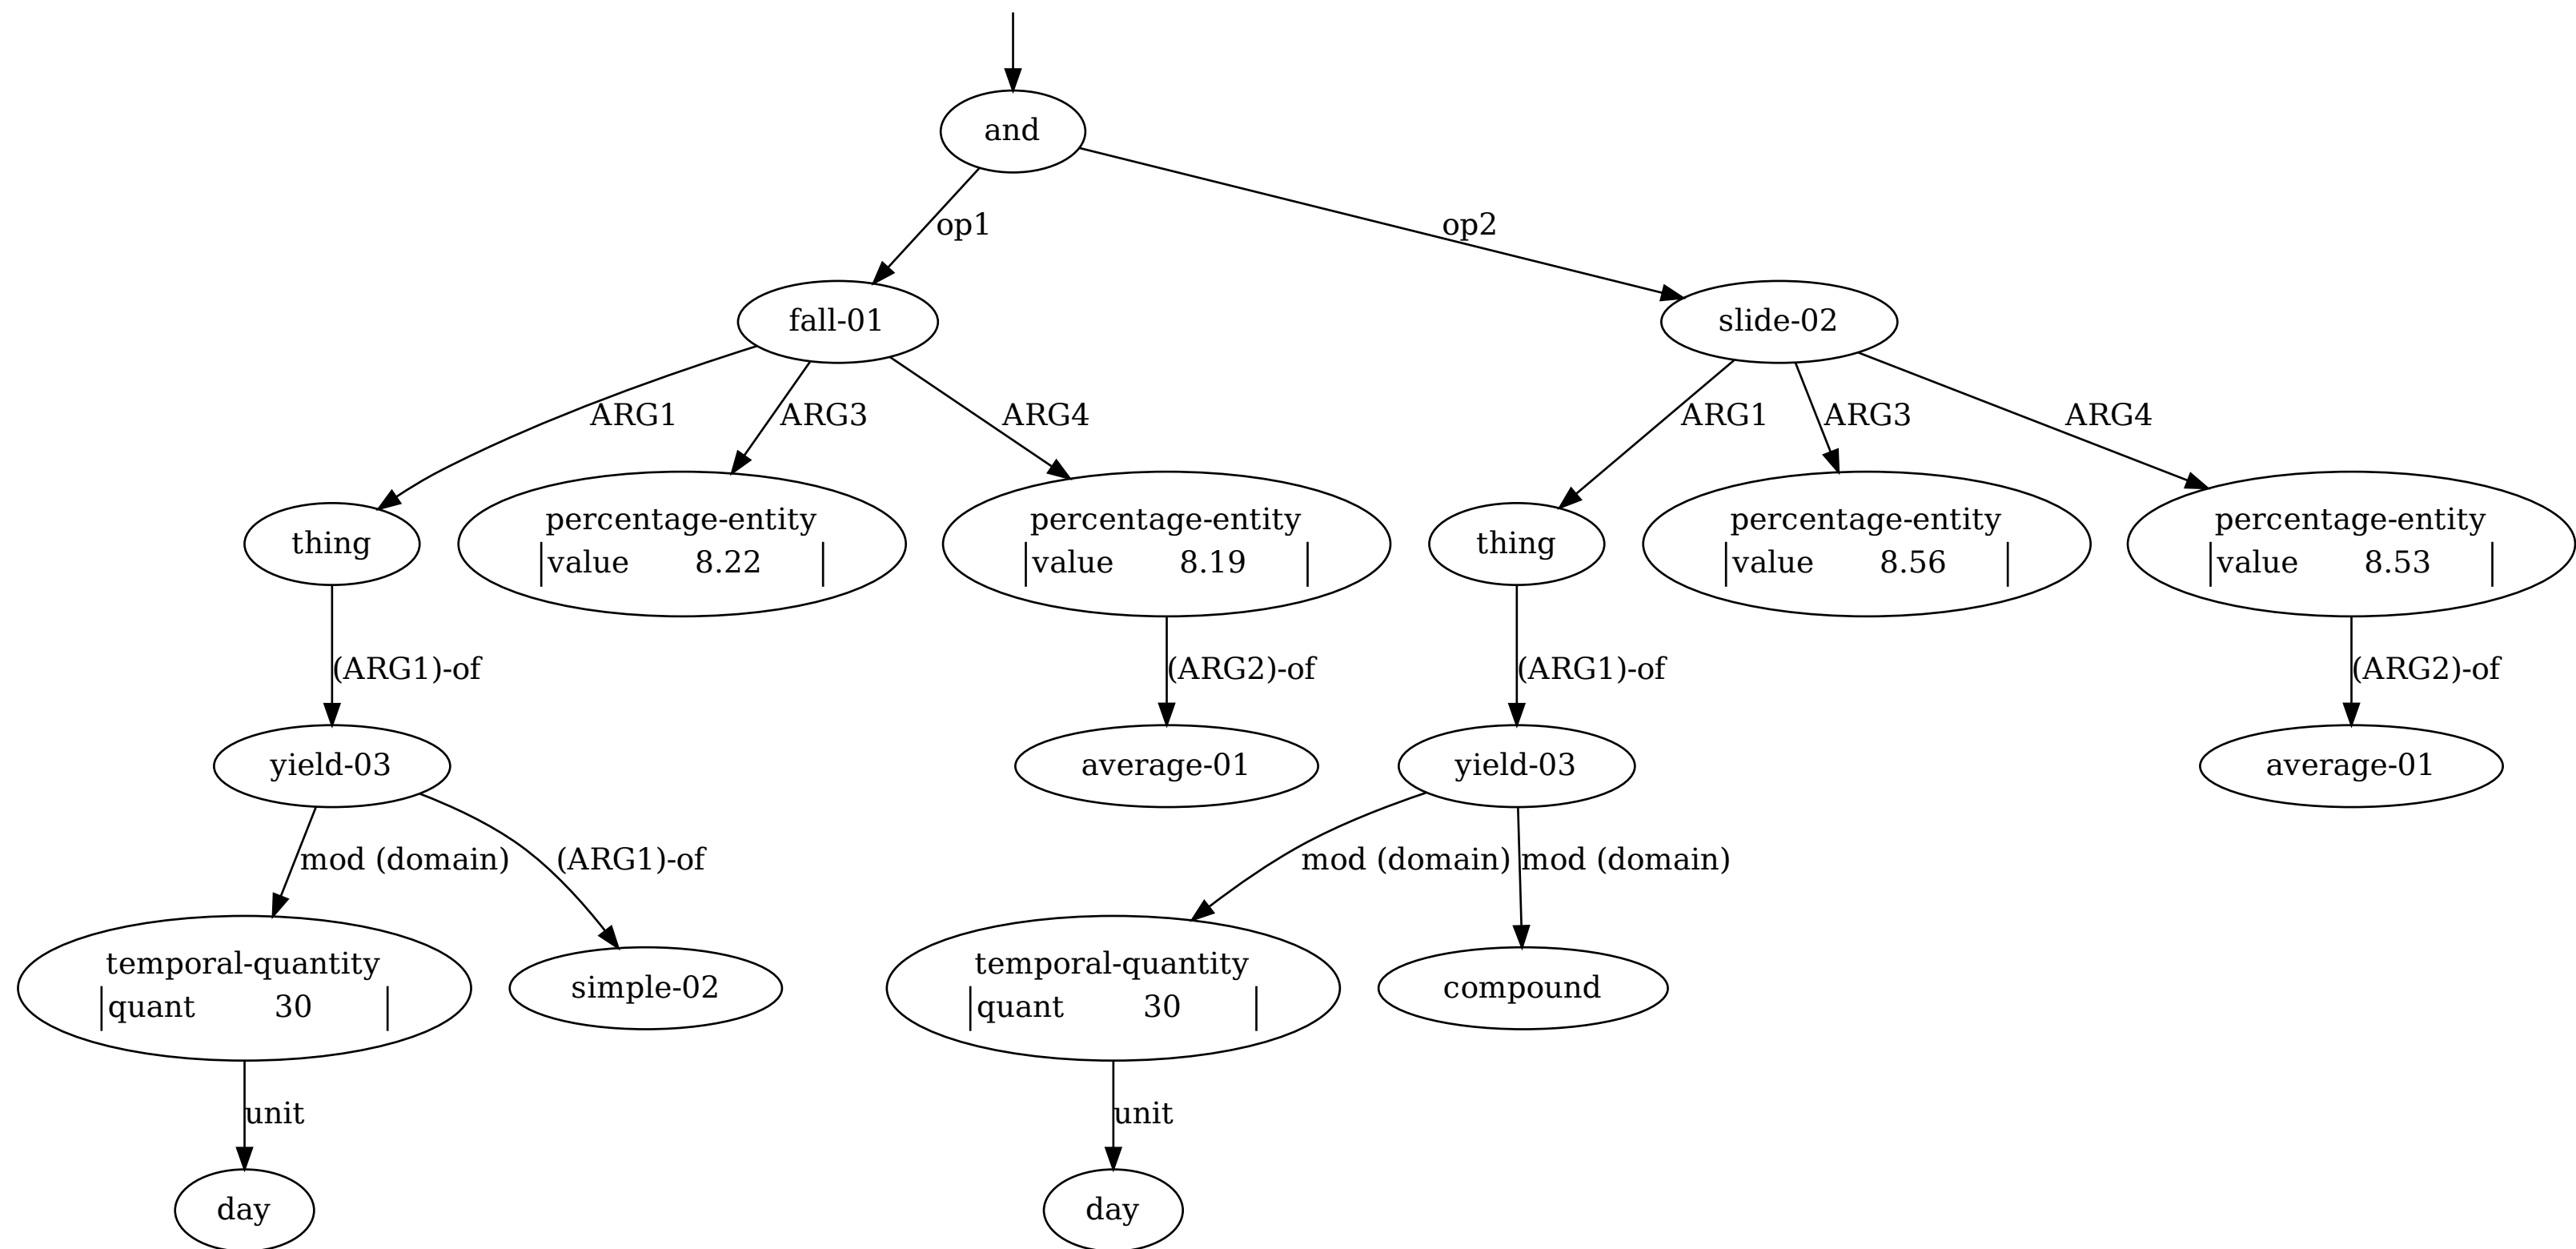 and
op1
op2
fall-01
slide-02
ARG1
ARG3
ARG4
ARG1
ARG3
ARG4
thing
percentage-entity
value 8.22
percentage-entity
value 8.19
thing
percentage-entity
value 8.56
percentage-entity
value 8.53
(ARG1)-of
(ARG2)-of
(ARG1)-of
(ARG2)-of
yield-03
average-01
yield-03
average-01
mod (domain)
(ARG1)-of
mod (domain)
mod (domain)
temporal-quantity
quant 30
simple-02
temporal-quantity
quant 30
compound
unit
unit
day
day